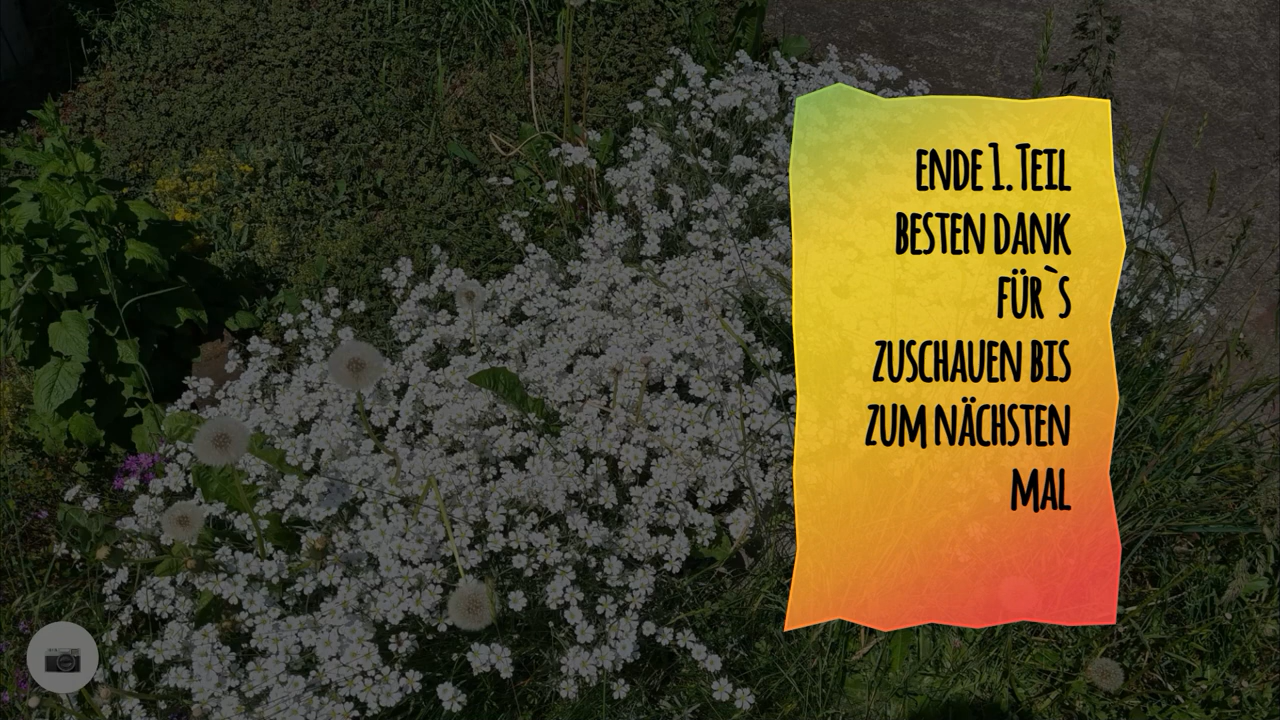 ENDE 1. TEIL
BESTEN DANK
FÜR`S
ZUSCHAUEN BIS
ZUM NÄCHSTEN
MAL